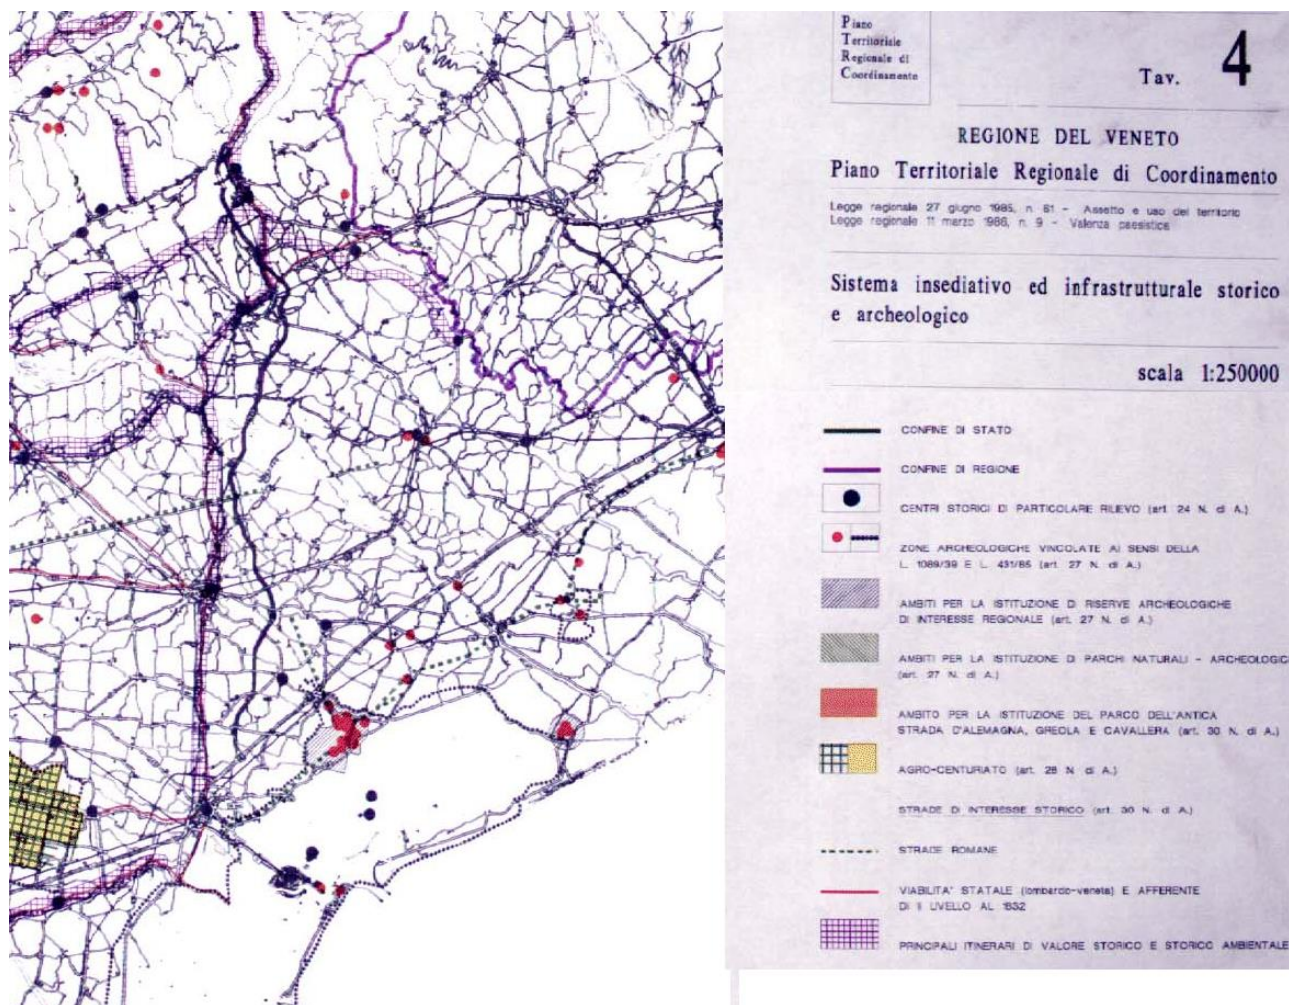 Piano
Territoriale
Regionale di
Coordinamento
Tav. 4
REGIONE DEL VENETO
Piano Territoriale Regionale di Coordinamento
Legge regionale 27 giugno 1985, n. 61 - Assetto e uso del territorio
Legge regionale 11 marzo 1986, n. 9 - Valenza paesistica
Sistema insediativo ed infrastrutturale storico
e archeologico
scala 1:250000
CONFINE DI STATO
CONFINE DI REGIONE
CENTRI STORICI DI PARTICOLARE RILIEVO (art. 24 N. di A.)
ZONE ARCHEOLOGICHE VINCOLATE AI SENSI DELLA
L. 1089/39 E L. 431/85 (art. 27 N. di A.)
AMBITI PER LA ISTITUZIONE DI RISERVE ARCHEOLOGICHE
DI INTERESSE REGIONALE (art. 27 N. di A.)
AMBITI PER LA ISTITUZIONE DI PARCHI NATURALI - ARCHEOLOGIC
(art. 27 N. di A.)
AMBITO PER LA ISTITUZIONE DEL PARCO DELL'ANTICA
STRADA D'ALEMAGNA, GREOLA E CAVALLERA (art. 30 N. di A.)
AGRO-CENTURIATO (art. 28 N. di A.)
STRADE DI INTERESSE STORICO (art. 30 N. di A.)
STRADE ROMANE
VIABILITA' STATALE (lombardo-veneta) E AFFERENTE
DI II LIVELLO AL 1832
PRINCIPALI ITINERARI DI VALORE STORICO E STORICO AMBIENTALE